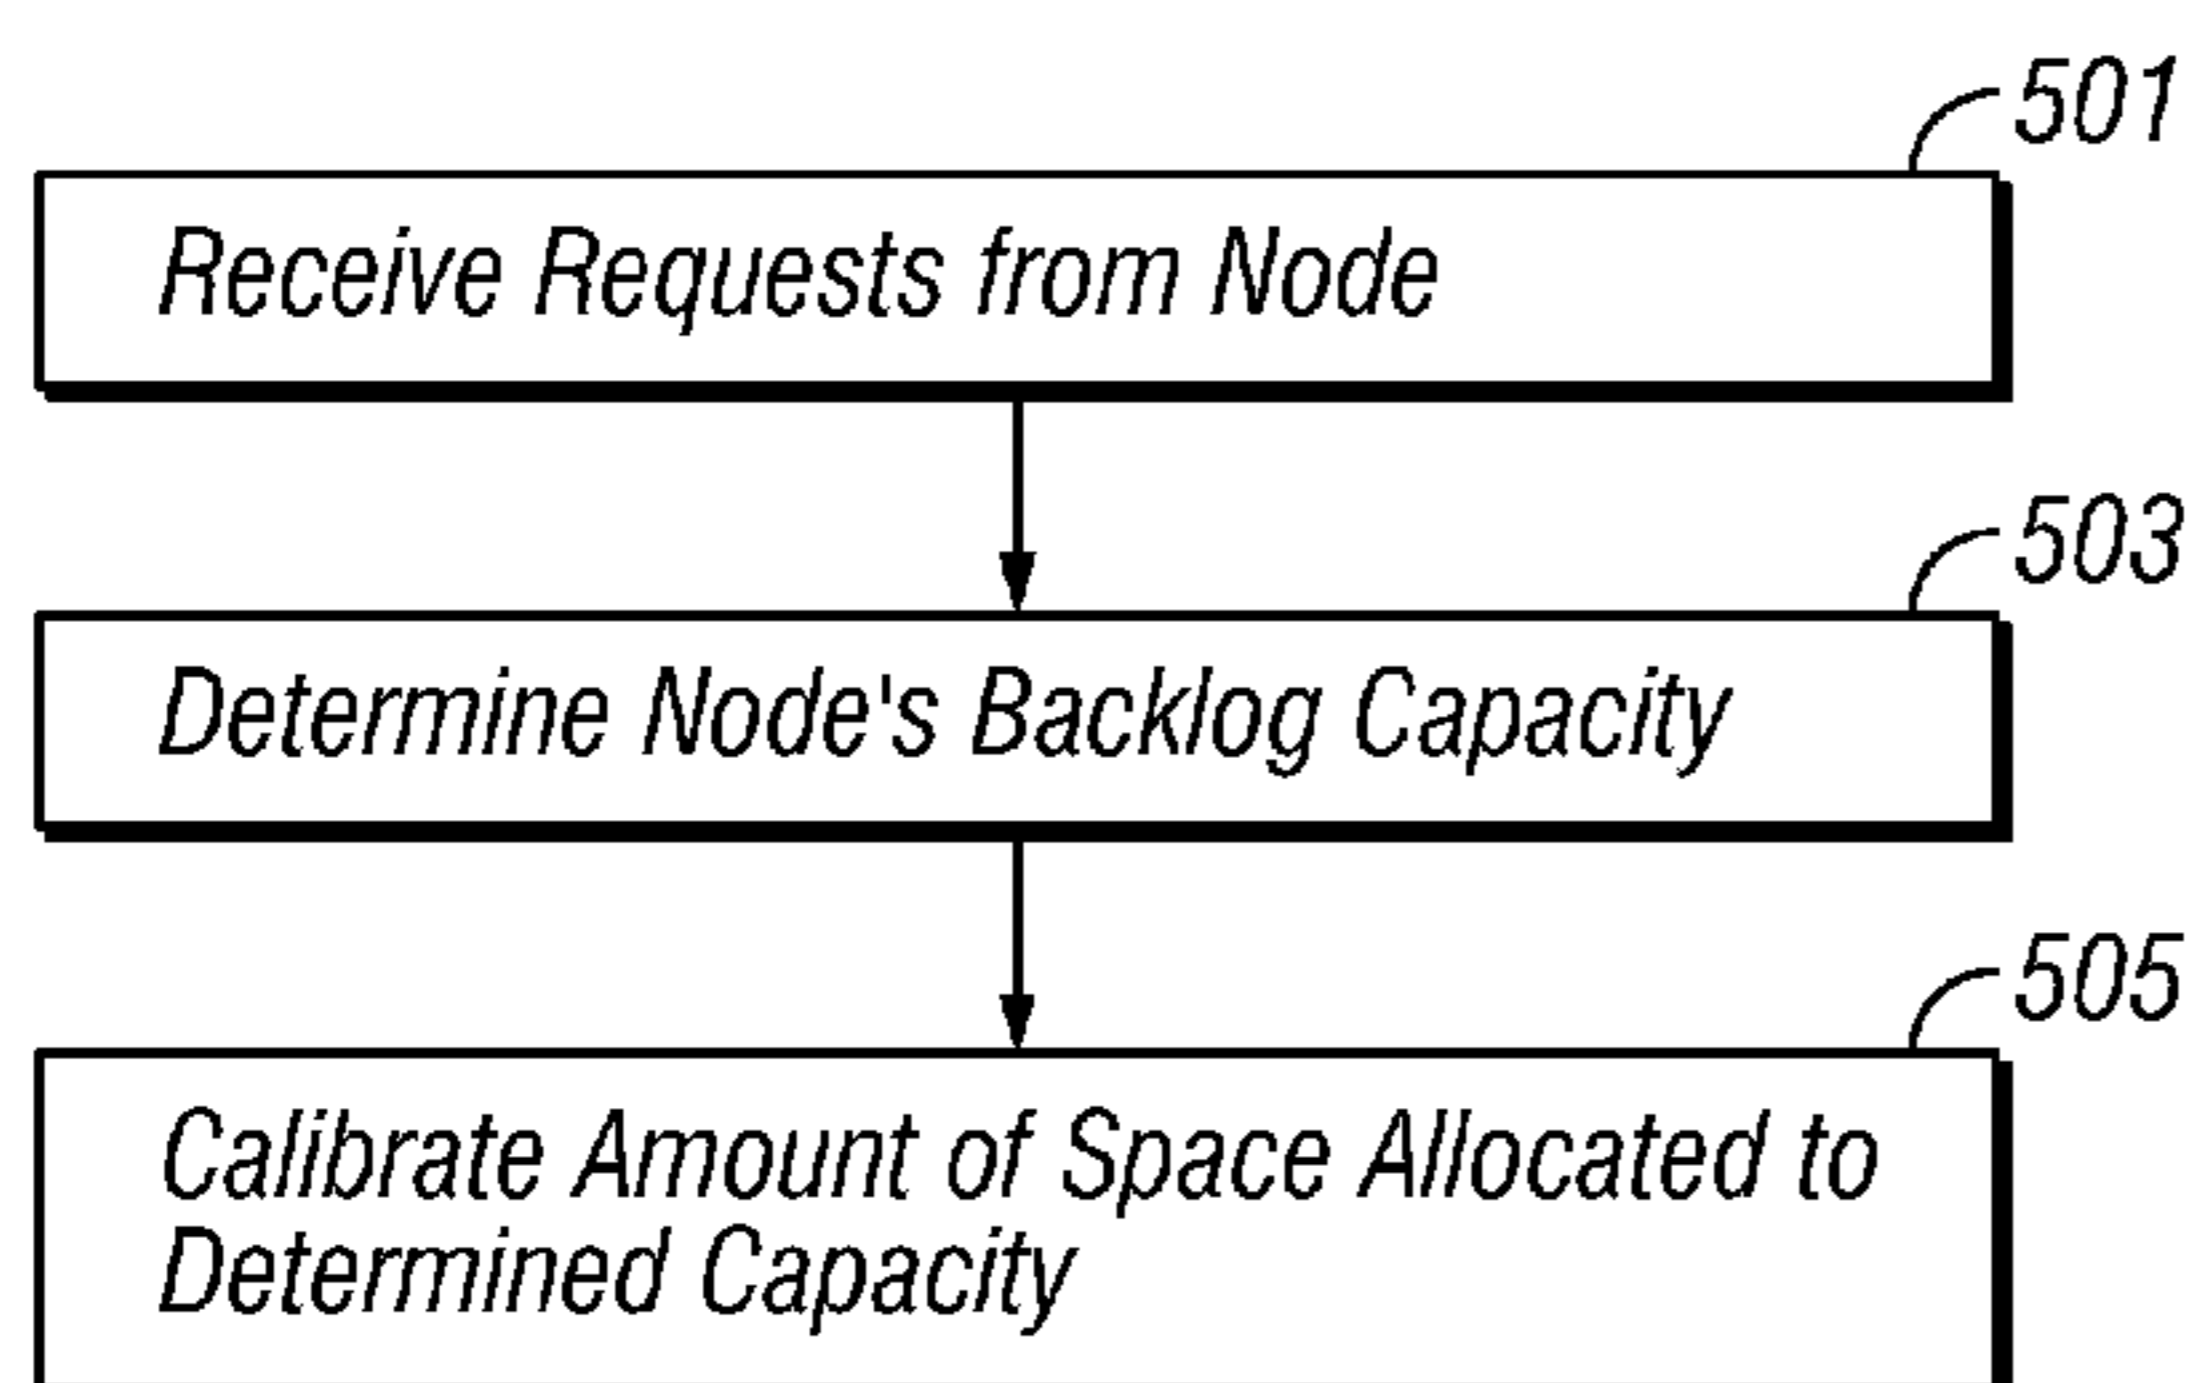 501
Receive Requests from Node
503
Determine Node's Backlog Capacity
505
Calibrate Amount of Space Allocated to
Determined Capacity